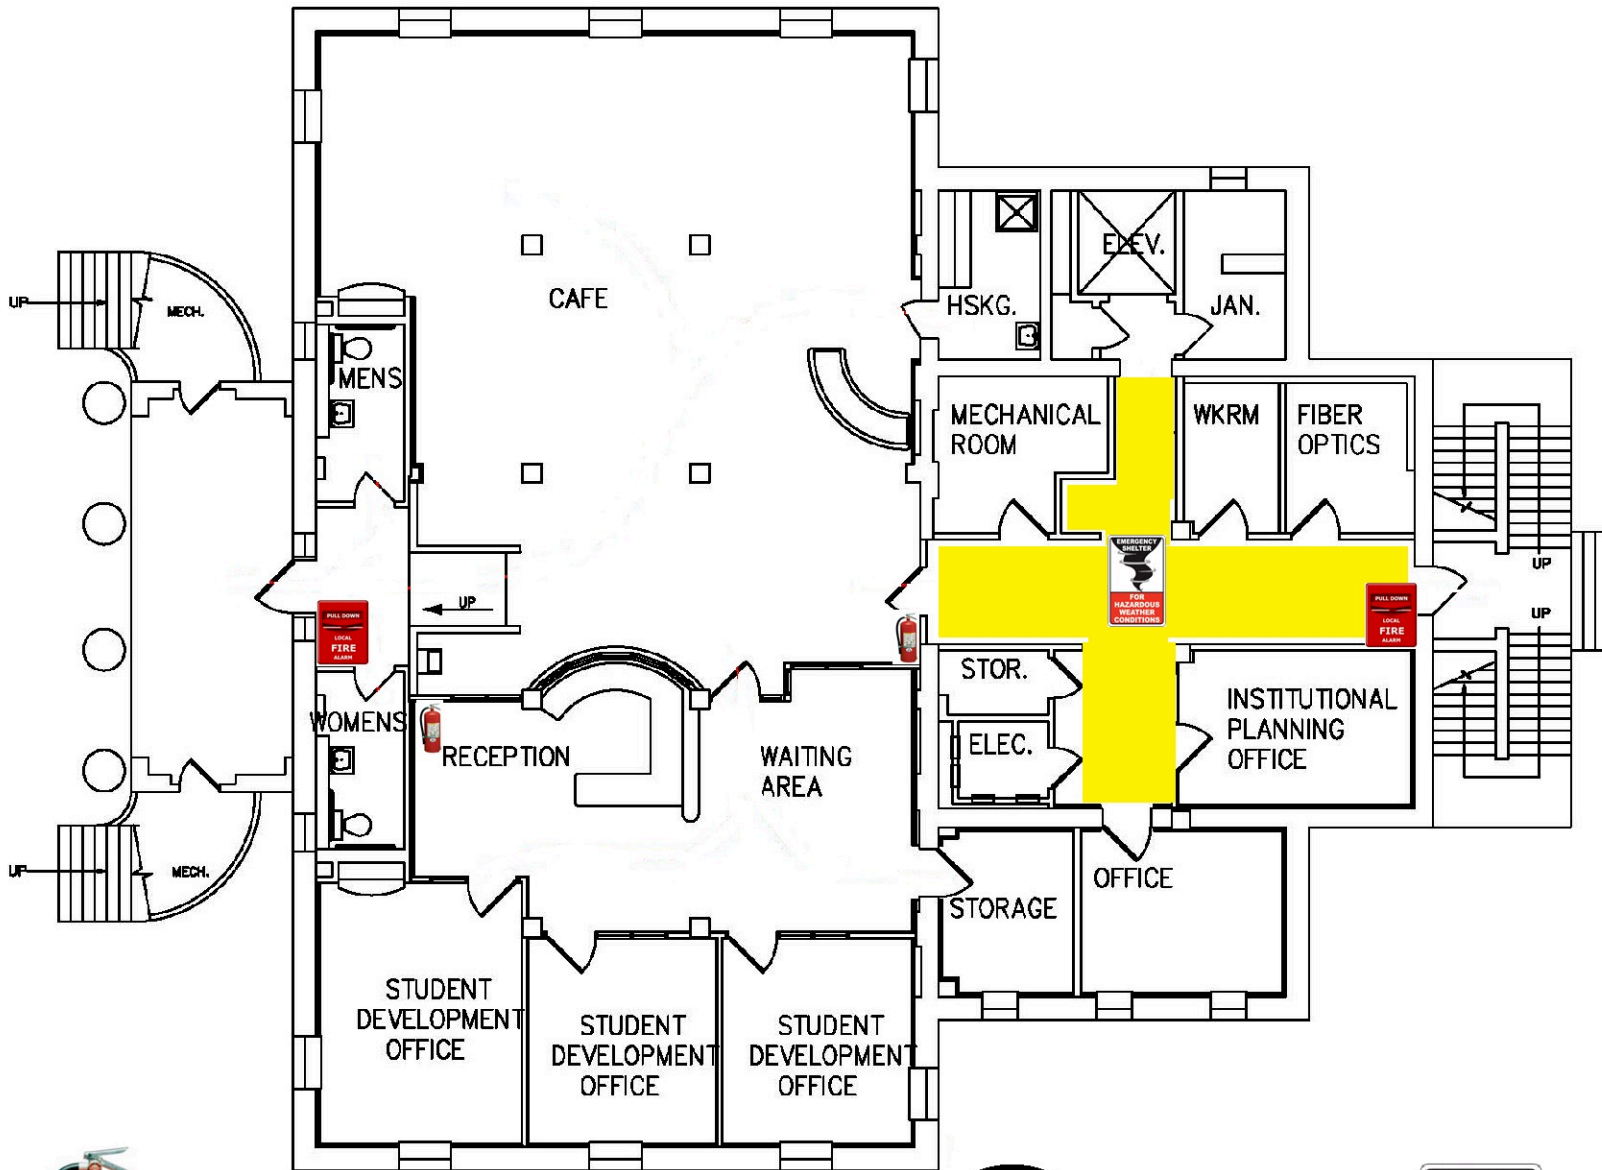 ELEV.
CAFE
HSKG.
JAN.
UP
MECH.
MENS
MECHANICAL
ROOM
WKRM
FIBER
OPTICS
EMERGENCY
SHELTER
FOR
HAZARDOUS
WEATHER
CONDITIONS
UP
UP
UP
PULL DOWN
LOCAL
FIRE
ALARM
PULL DOWN
LOCAL
FIRE
ALARM
STOR.
INSTITUTIONAL
PLANNING
OFFICE
WOMENS
RECEPTION
WAITING
AREA
ELEC.
UP
MECH.
OFFICE
STORAGE
STUDENT
DEVELOPMENT
OFFICE
STUDENT
DEVELOPMENT
OFFICE
STUDENT
DEVELOPMENT
OFFICE